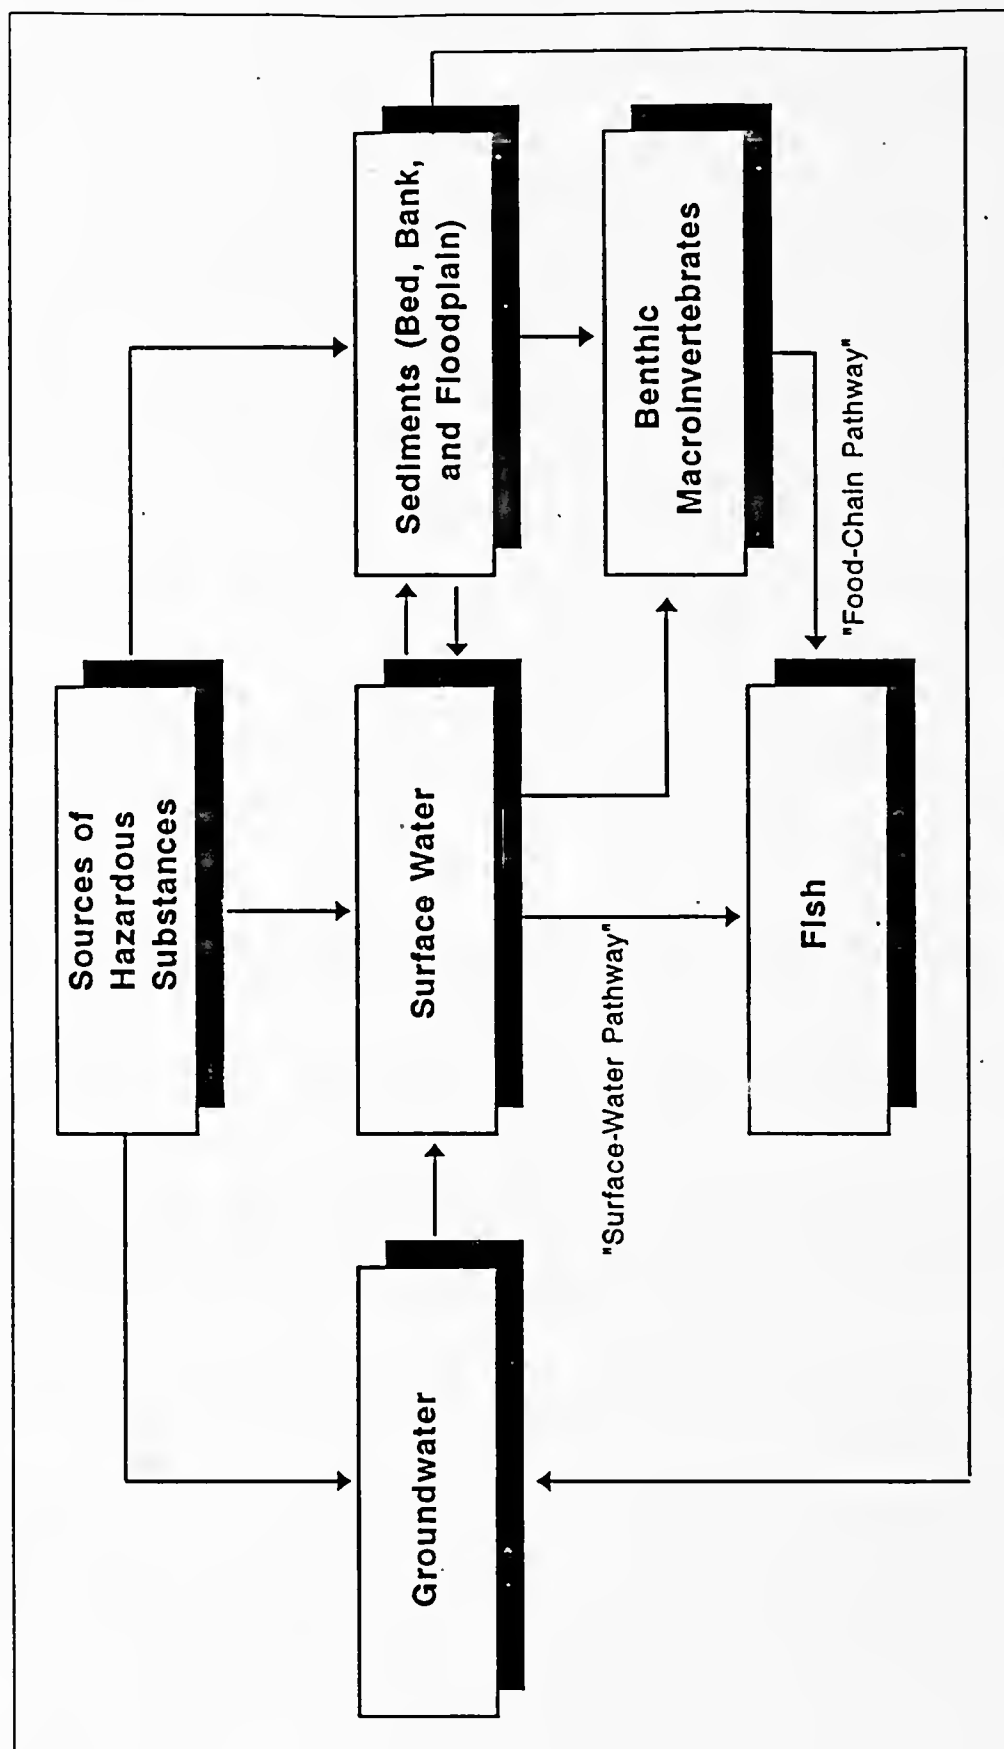 Sources of
Hazardous
Substances
Groundwater
Surface Water
Sediments (Bed, Bank,
and Floodplain)
"Surface-Water Pathway"
Benthic
MacroInvertebrates
Fish
"Food-Chain Pathway"